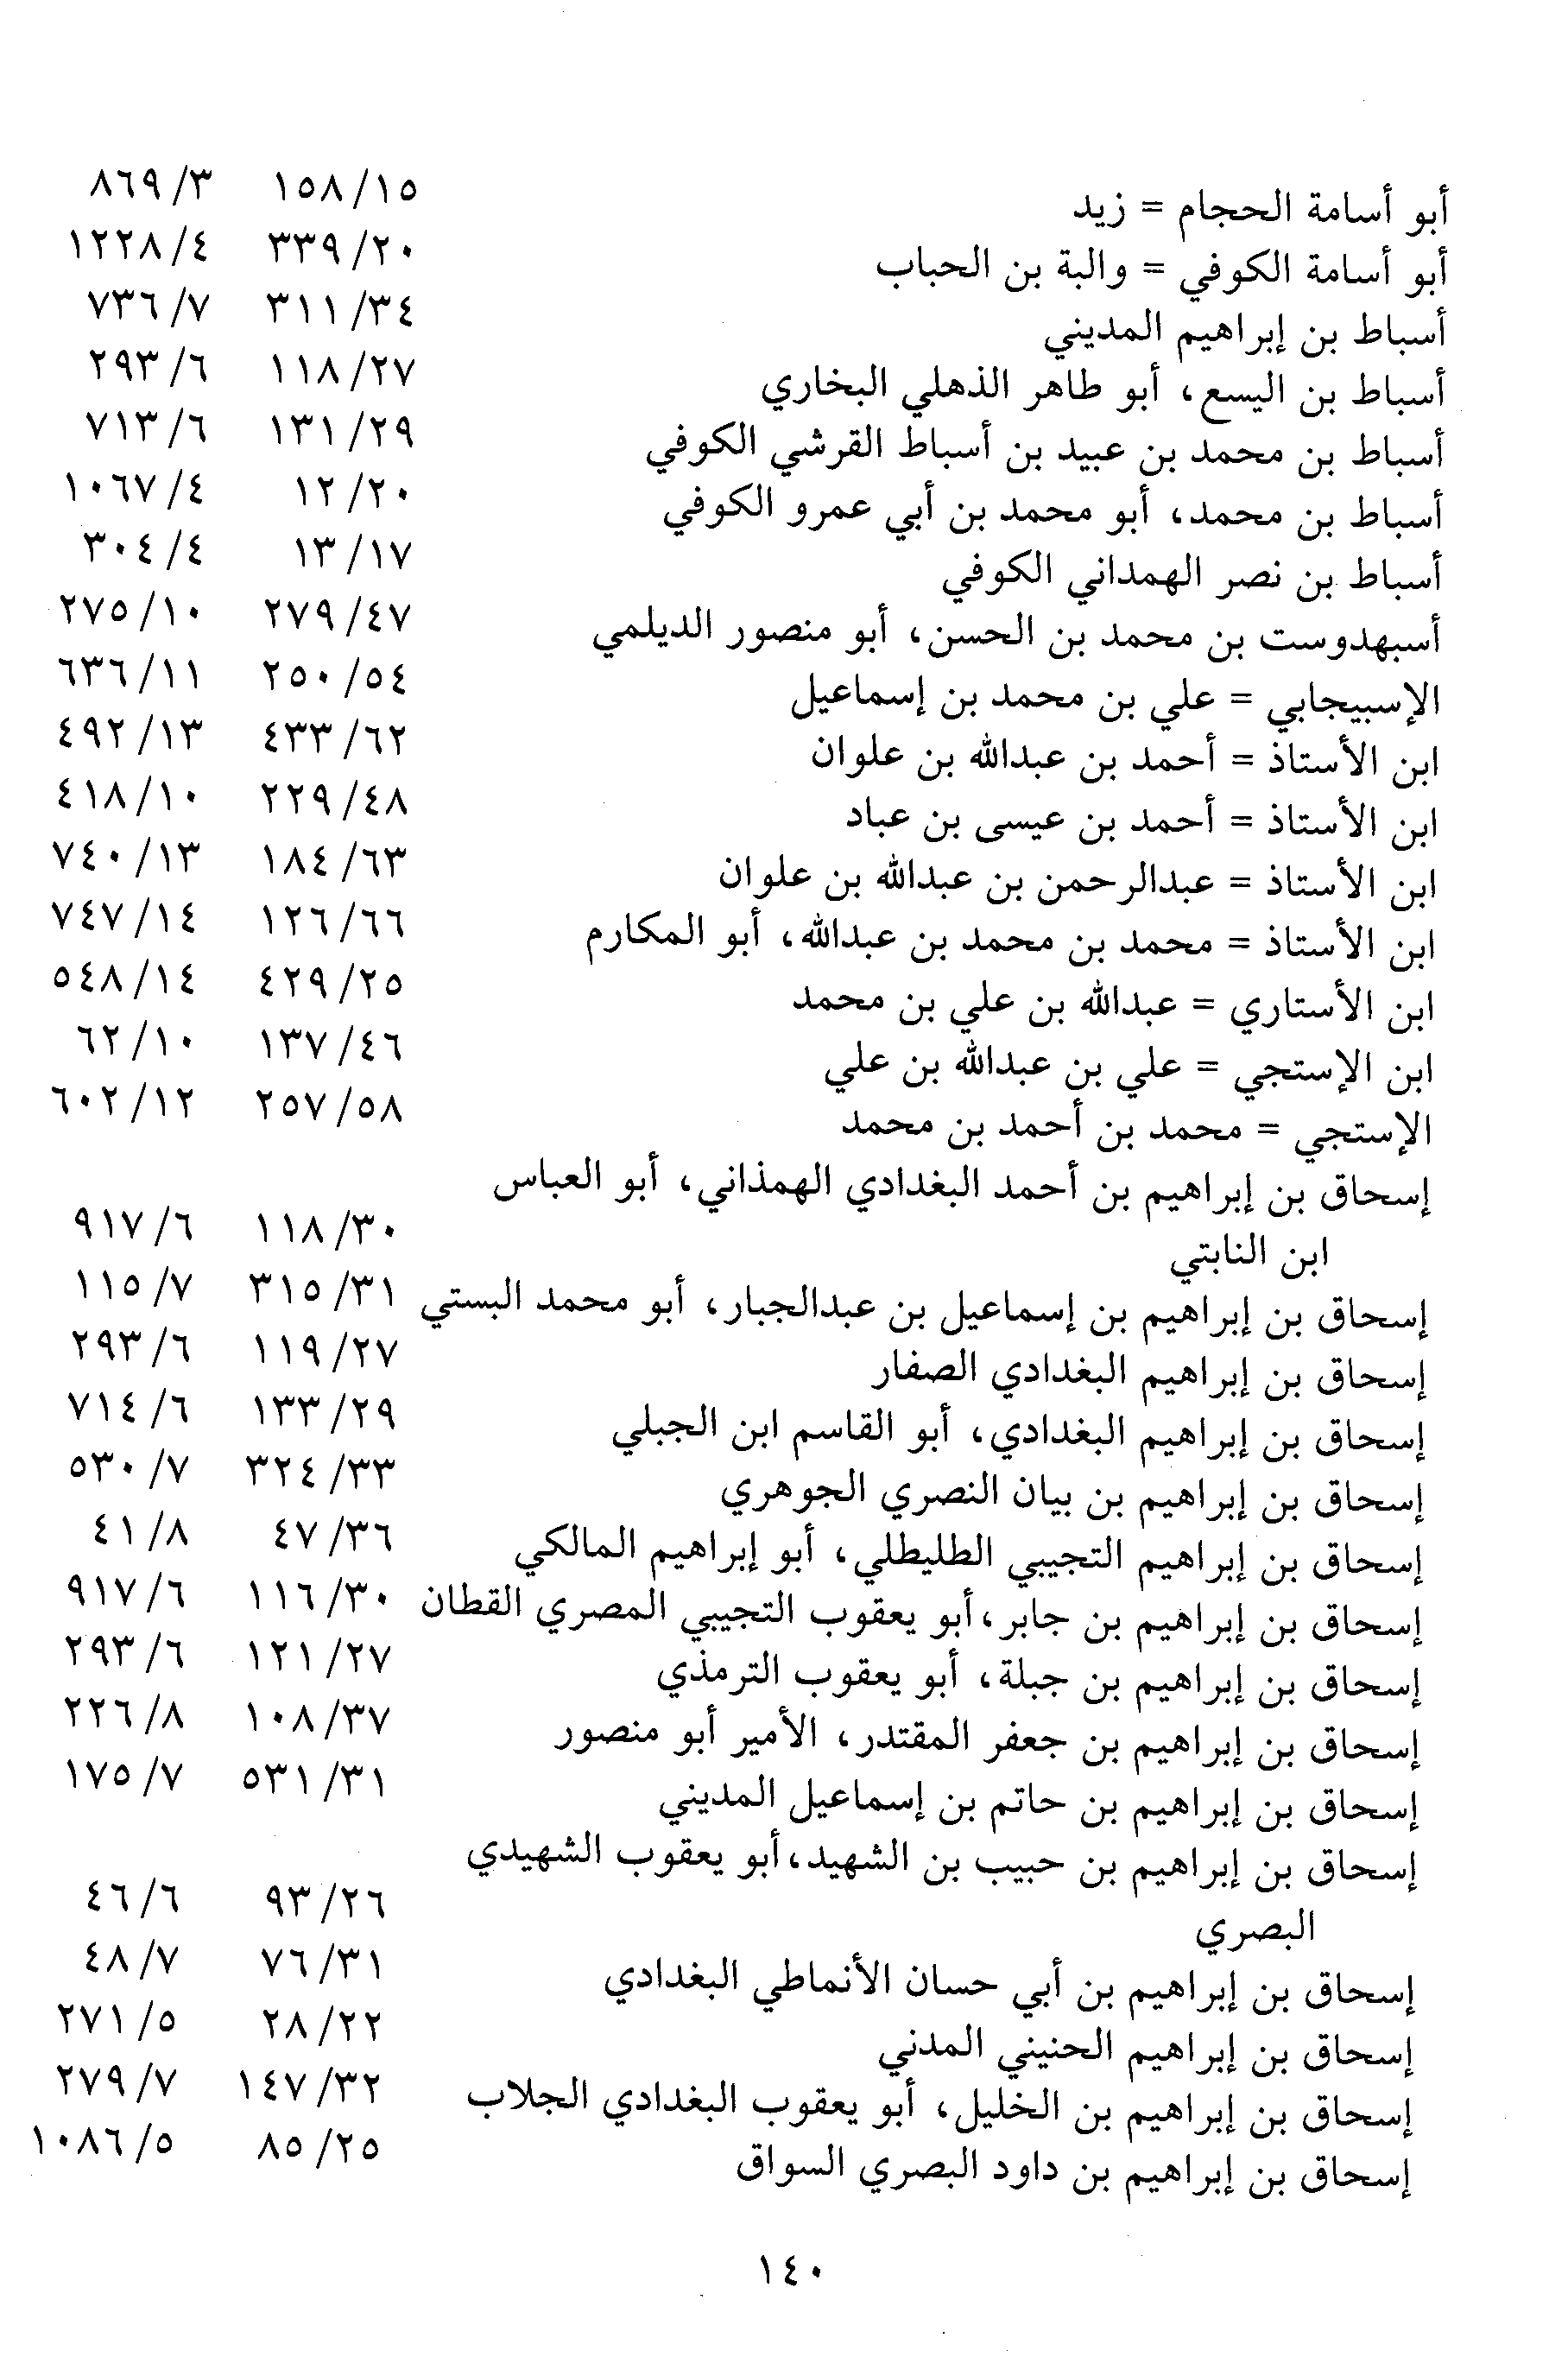 أبو أسامة الحجام = زيد ١٥٨/١٥ ٨٦٩/٣
أبو أسامة الكوفي = والبة بن الحباب ٣٣٩/٢٠ ١٢٢٨/٤
أسباط بن إبراهيم المديني ٣١١/٣٤ ٧٣٦/٧
أسباط بن اليسع، أبو طاهر الذهلي البخاري ١١٨/٢٧ ٢٩٣/٦
أسباط بن محمد بن عبيد بن أسباط القرشي الكوفي ١٣١/٢٩ ٧١٣/٦
أسباط بن محمد، أبو محمد بن أبي عمرو الكوفي ١٢/٢٠ ١٠٦٧/٤
أسباط بن نصر الهمداني الكوفي ١٣/١٧ ٣٠٤/٤
أسبهدوست بن محمد بن الحسن، أبو منصور الديلمي ٢٧٩/٤٧ ٢٧٥/١٠
الإسبيجابي = علي بن محمد بن إسماعيل ٢٥٠/٥٤ ٦٣٦/١١
ابن الأستاذ = أحمد بن عبدالله بن علوان ٤٣٣/٦٢ ٤٩٢/١٣
ابن الأستاذ = أحمد بن عيسى بن عباد ٢٢٩/٤٨ ٤١٨/١٠
ابن الأستاذ = عبدالرحمن بن عبدالله بن علوان ١٨٤/٦٣ ٧٤٠/١٣
ابن الأستاذ = محمد بن محمد بن عبدالله، أبو المكارم ١٢٦/٦٦ ٧٤٧/١٤
ابن الأستاري = عبدالله بن علي بن محمد ٤٢٩/٢٥ ٥٤٨/١٤
ابن الإستجي = علي بن عبدالله بن علي ١٣٧/٤٦ ٦٢/١٠
الإستجي = محمد بن أحمد بن محمد ٢٥٧/٥٨ ٦٠٢/١٢
إسحاق بن إبراهيم بن أحمد البغدادي الهمذاني، أبو العباس
ابن النابتي ١١٨/٣٠ ٩١٧/٦
إسحاق بن إبراهيم بن إسماعيل بن عبدالجبار، أبو محمد البستي ٣١٥/٣١ ١١٥/٧
إسحاق بن إبراهيم البغدادي الصفار ١١٩/٢٧ ٢٩٣/٦
إسحاق بن إبراهيم البغدادي، أبو القاسم ابن الجبلي ١٣٣/٢٩ ٧١٤/٦
إسحاق بن إبراهيم بن بيان النصري الجوهري ٣٢٤/٣٣ ٥٣٠/٧
إسحاق بن إبراهيم التجيبي الطليطلي، أبو إبراهيم المالكي ٤٧/٣٦ ٤١/٨
إسحاق بن إبراهيم بن جابر، أبو يعقوب التجيبي المصري القطان ١١٦/٣٠ ٩١٧/٦
إسحاق بن إبراهيم بن جبلة، أبو يعقوب الترمذي ١٢١/٢٧ ٢٩٣/٦
إسحاق بن إبراهيم بن جعفر المقتدر، الأمير أبو منصور ١٠٨/٣٧ ٢٢٦/٨
إسحاق بن إبراهيم بن حاتم بن إسماعيل المديني ٥٣١/٣١ ١٧٥/٧
إسحاق بن إبراهيم بن حبيب بن الشهيد، أبو يعقوب الشهيدي
البصري ٩٣/٢٦ ٤٦/٦
إسحاق بن إبراهيم بن أبي حسان الأنماطي البغدادي ٧٦/٣١ ٤٨/٧
إسحاق بن إبراهيم الحنيني المدني ٢٨/٢٢ ٢٧١/٥
إسحاق بن إبراهيم بن الخليل، أبو يعقوب البغدادي الجلاب ١٤٧/٣٢ ٢٧٩/٧
إسحاق بن إبراهيم بن داود البصري السواق ٨٥/٢٥ ١٠٨٦/٥
١٤٠